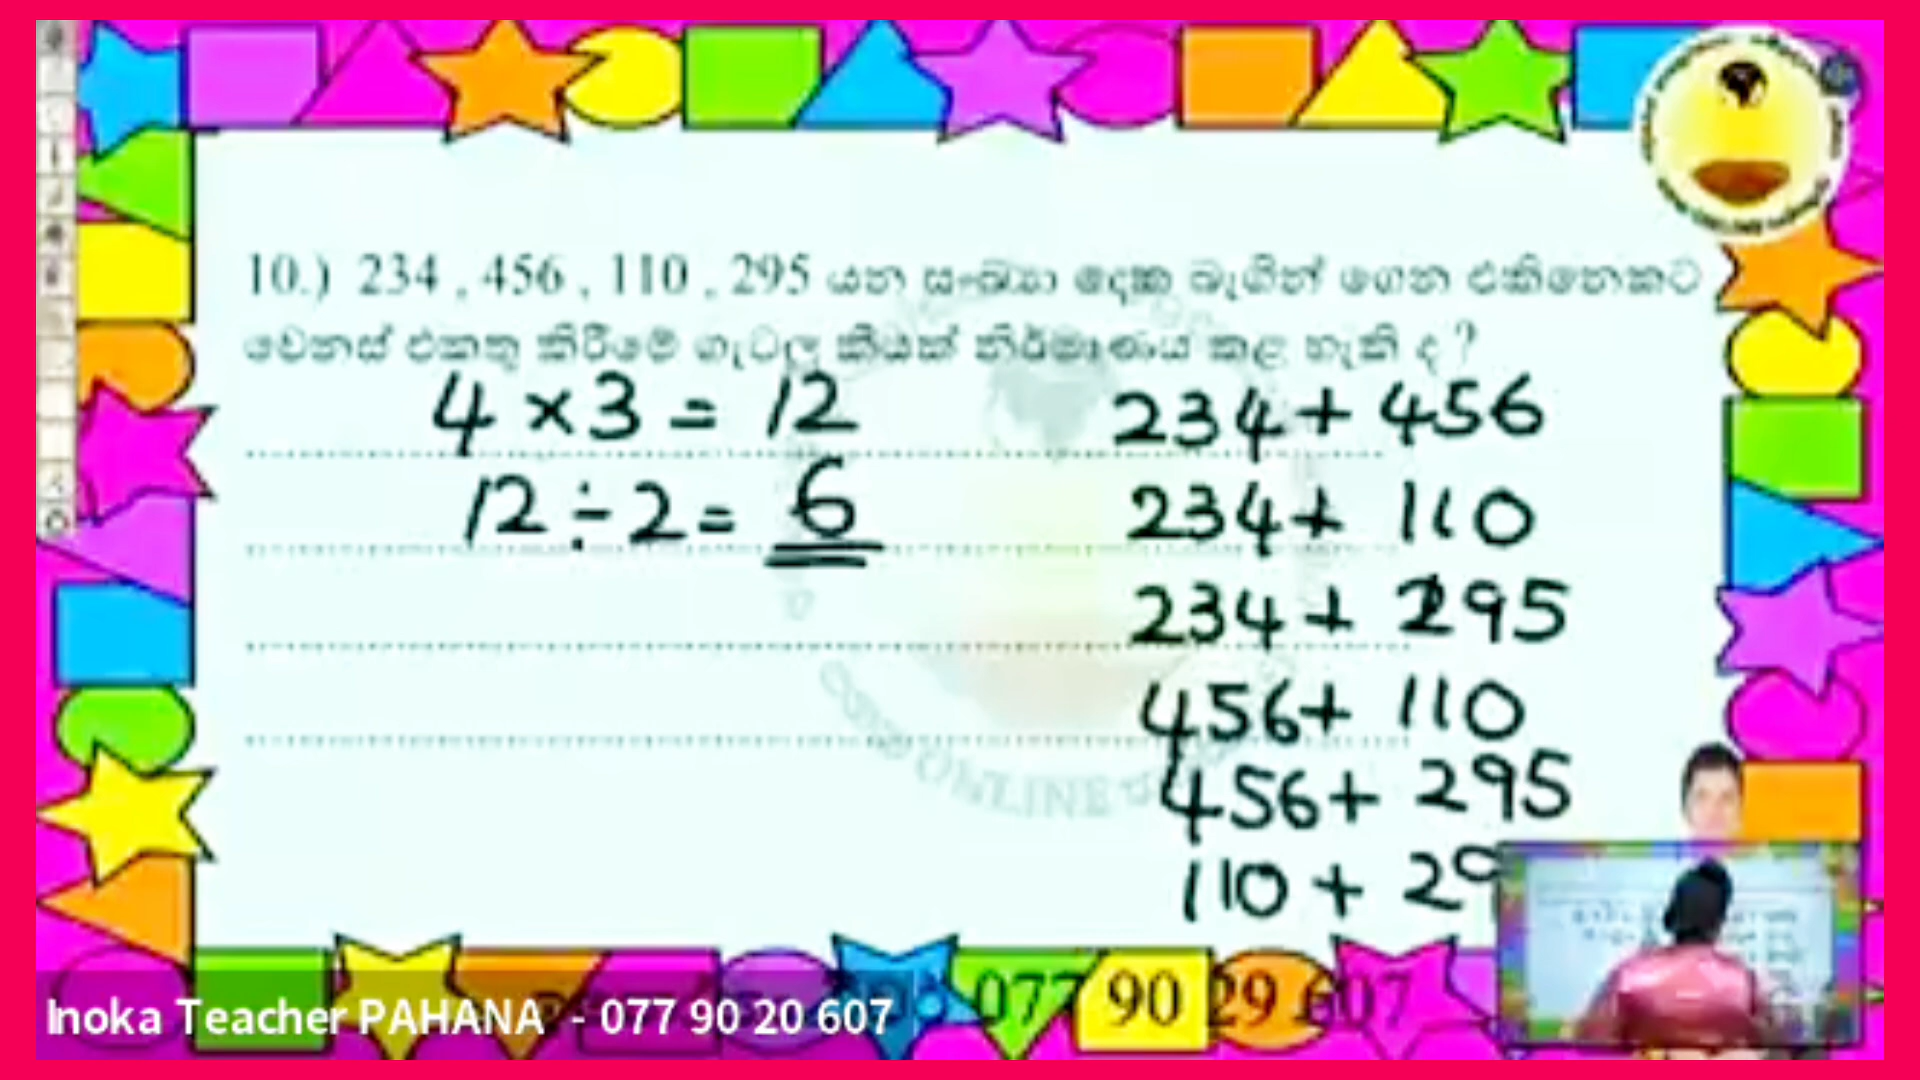 10.) 234 , 456 , 110 , 295 යන සංඛ්‍යා දෙක බැගින් ගෙන එකිනෙකට
වෙනස් එකතු කිරීමේ ගැටලු කීයක් නිර්මාණය කළ හැකි ද ?
4 × 3 = 12
12 ÷ 2 = 6
234 + 456
234 + 110
234 + 295
456 + 110
456 + 295
110 + 29
ONLINE
077 90 29 607
Inoka Teacher PAHANA - 077 90 20 607